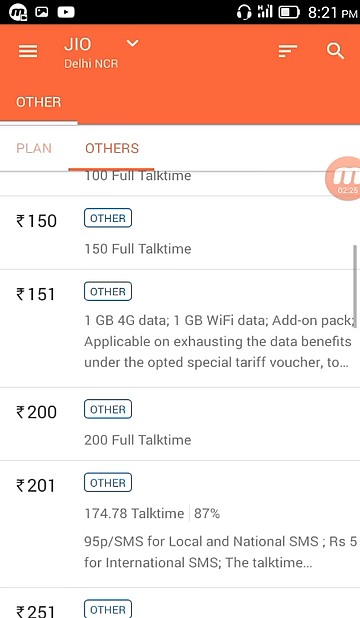 8:21 PM
JIO
Delhi NCR
OTHER
PLAN OTHERS
100 Full Talktime
02:25
₹150 OTHER
150 Full Talktime
₹151 OTHER
1 GB 4G data; 1 GB WiFi data; Add-on pack;
Applicable on exhausting the data benefits
under the opted special tariff voucher, to...
₹200 OTHER
200 Full Talktime
₹201 OTHER
174.78 Talktime 87%
95p/SMS for Local and National SMS ; Rs 5
for International SMS; The talktime...
₹251 OTHER